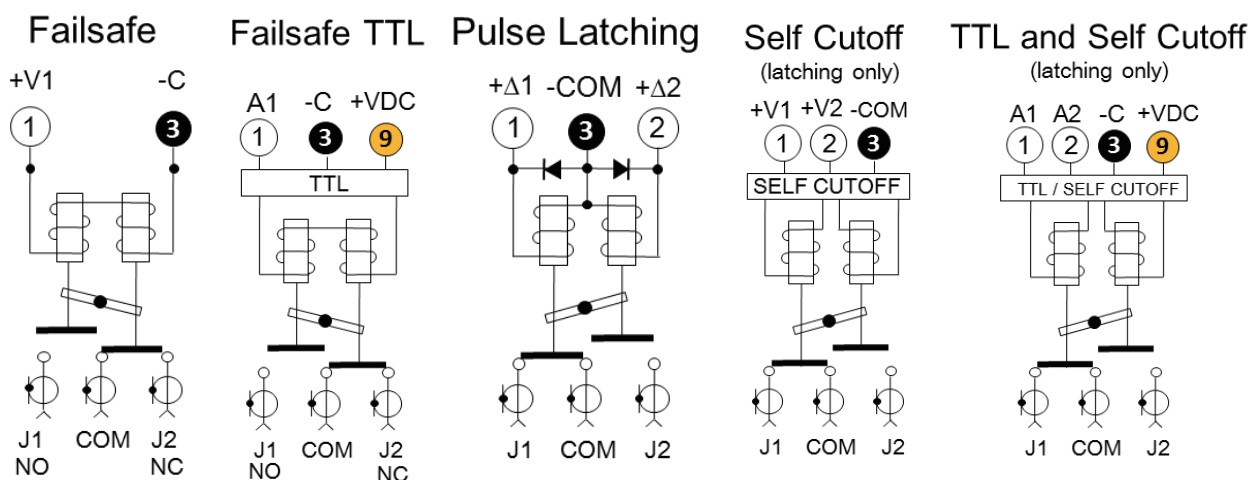 Failsafe
+V1 -C
1 3
J1 COM J2
NO NC
Failsafe TTL
A1 -C +VDC
1 3 9
TTL
J1 COM J2
NO NC
Pulse Latching
+Δ1 -COM +Δ2
1 3 2
J1 COM J2
Self Cutoff
(latching only)
+V1 +V2 -COM
1 2 3
SELF CUTOFF
J1 COM J2
TTL and Self Cutoff
(latching only)
A1 A2 -C +VDC
1 2 3 9
TTL / SELF CUTOFF
J1 COM J2